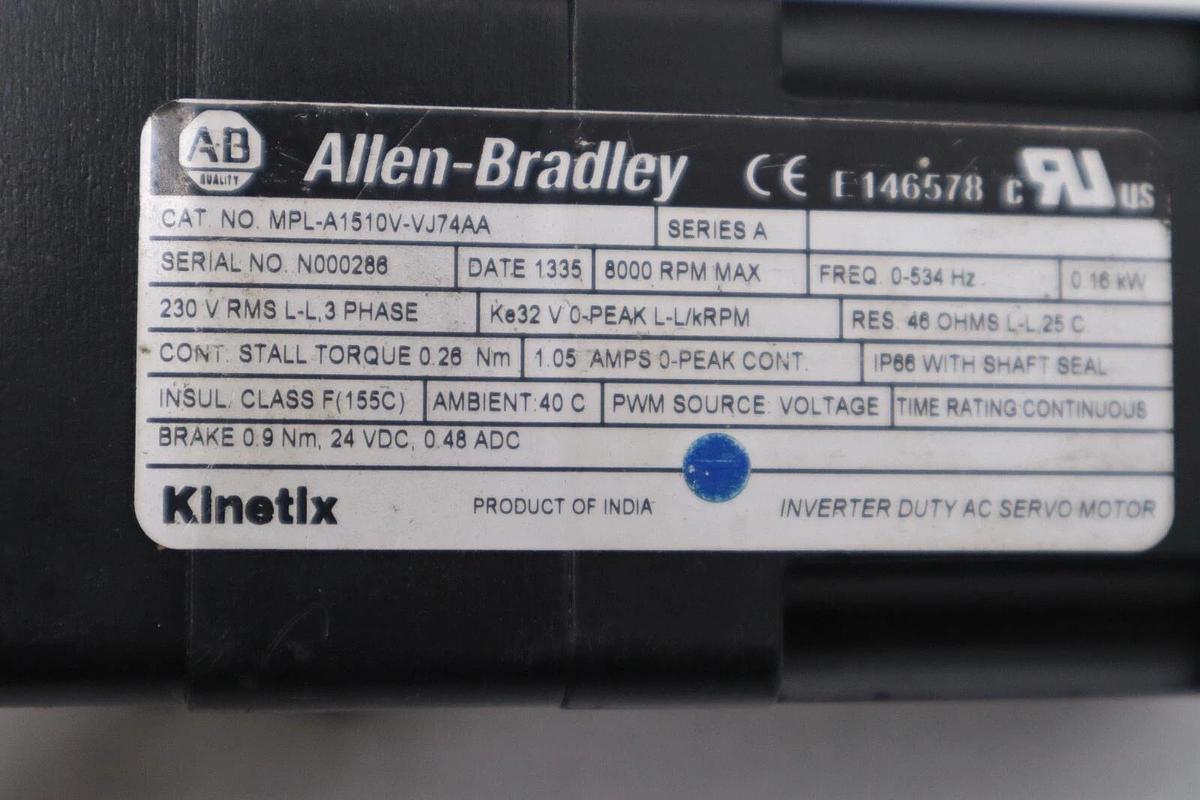 AB QUALITY Allen-Bradley CE E146578 c RU us
CAT. NO. MPL-A1510V-VJ74AA SERIES A
SERIAL NO. N000286 DATE 1335 8000 RPM MAX FREQ. 0-534 Hz 0.16 kW
230 V RMS L-L,3 PHASE Ke32 V 0-PEAK L-L/kRPM RES. 46 OHMS L-L,25 C
CONT. STALL TORQUE 0.26 Nm 1.05 AMPS 0-PEAK CONT. IP66 WITH SHAFT SEAL
INSUL. CLASS F(155C) AMBIENT:40 C PWM SOURCE: VOLTAGE TIME RATING:CONTINUOUS
BRAKE 0.9 Nm, 24 VDC, 0.48 ADC
Kinetix PRODUCT OF INDIA INVERTER DUTY AC SERVO MOTOR